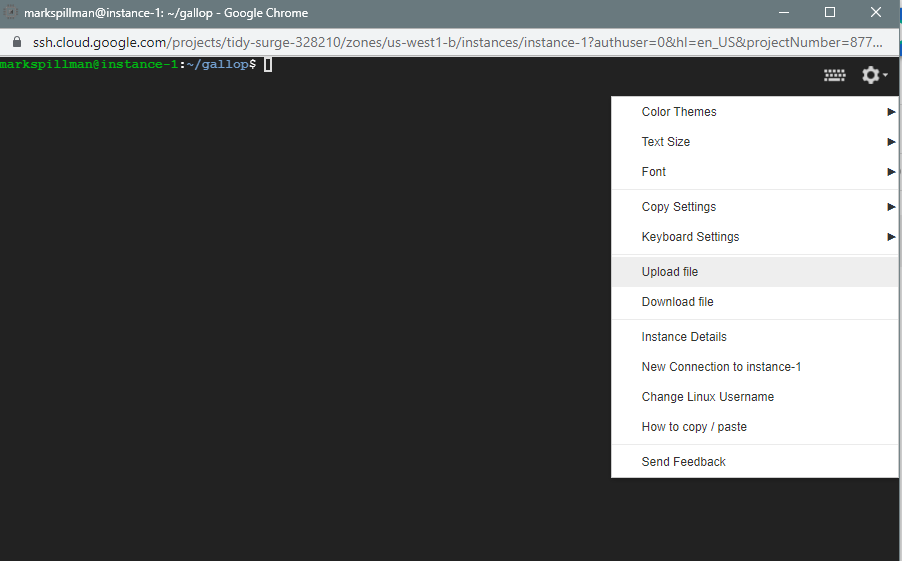 markspillman@instance-1: ~/gallop - Google Chrome
ssh.cloud.google.com/projects/tidy-surge-328210/zones/us-west1-b/instances/instance-1?authuser=0&hl=en_US&projectNumber=877...
markspillman@instance-1:~/gallop$
Color Themes
Text Size
Font
Copy Settings
Keyboard Settings
Upload file
Download file
Instance Details
New Connection to instance-1
Change Linux Username
How to copy / paste
Send Feedback